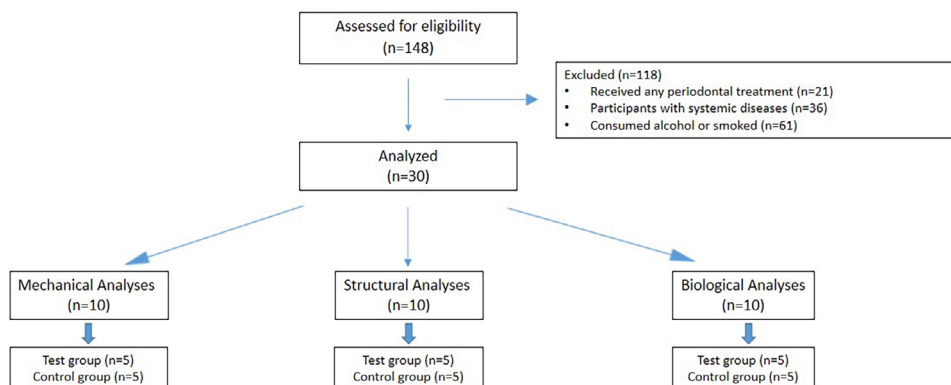 Assessed for eligibility
(n=148)
Excluded (n=118)
• Received any periodontal treatment (n=21)
• Participants with systemic diseases (n=36)
• Consumed alcohol or smoked (n=61)
Analyzed
(n=30)
Mechanical Analyses
(n=10)
Structural Analyses
(n=10)
Biological Analyses
(n=10)
Test group (n=5)
Control group (n=5)
Test group (n=5)
Control group (n=5)
Test group (n=5)
Control group (n=5)